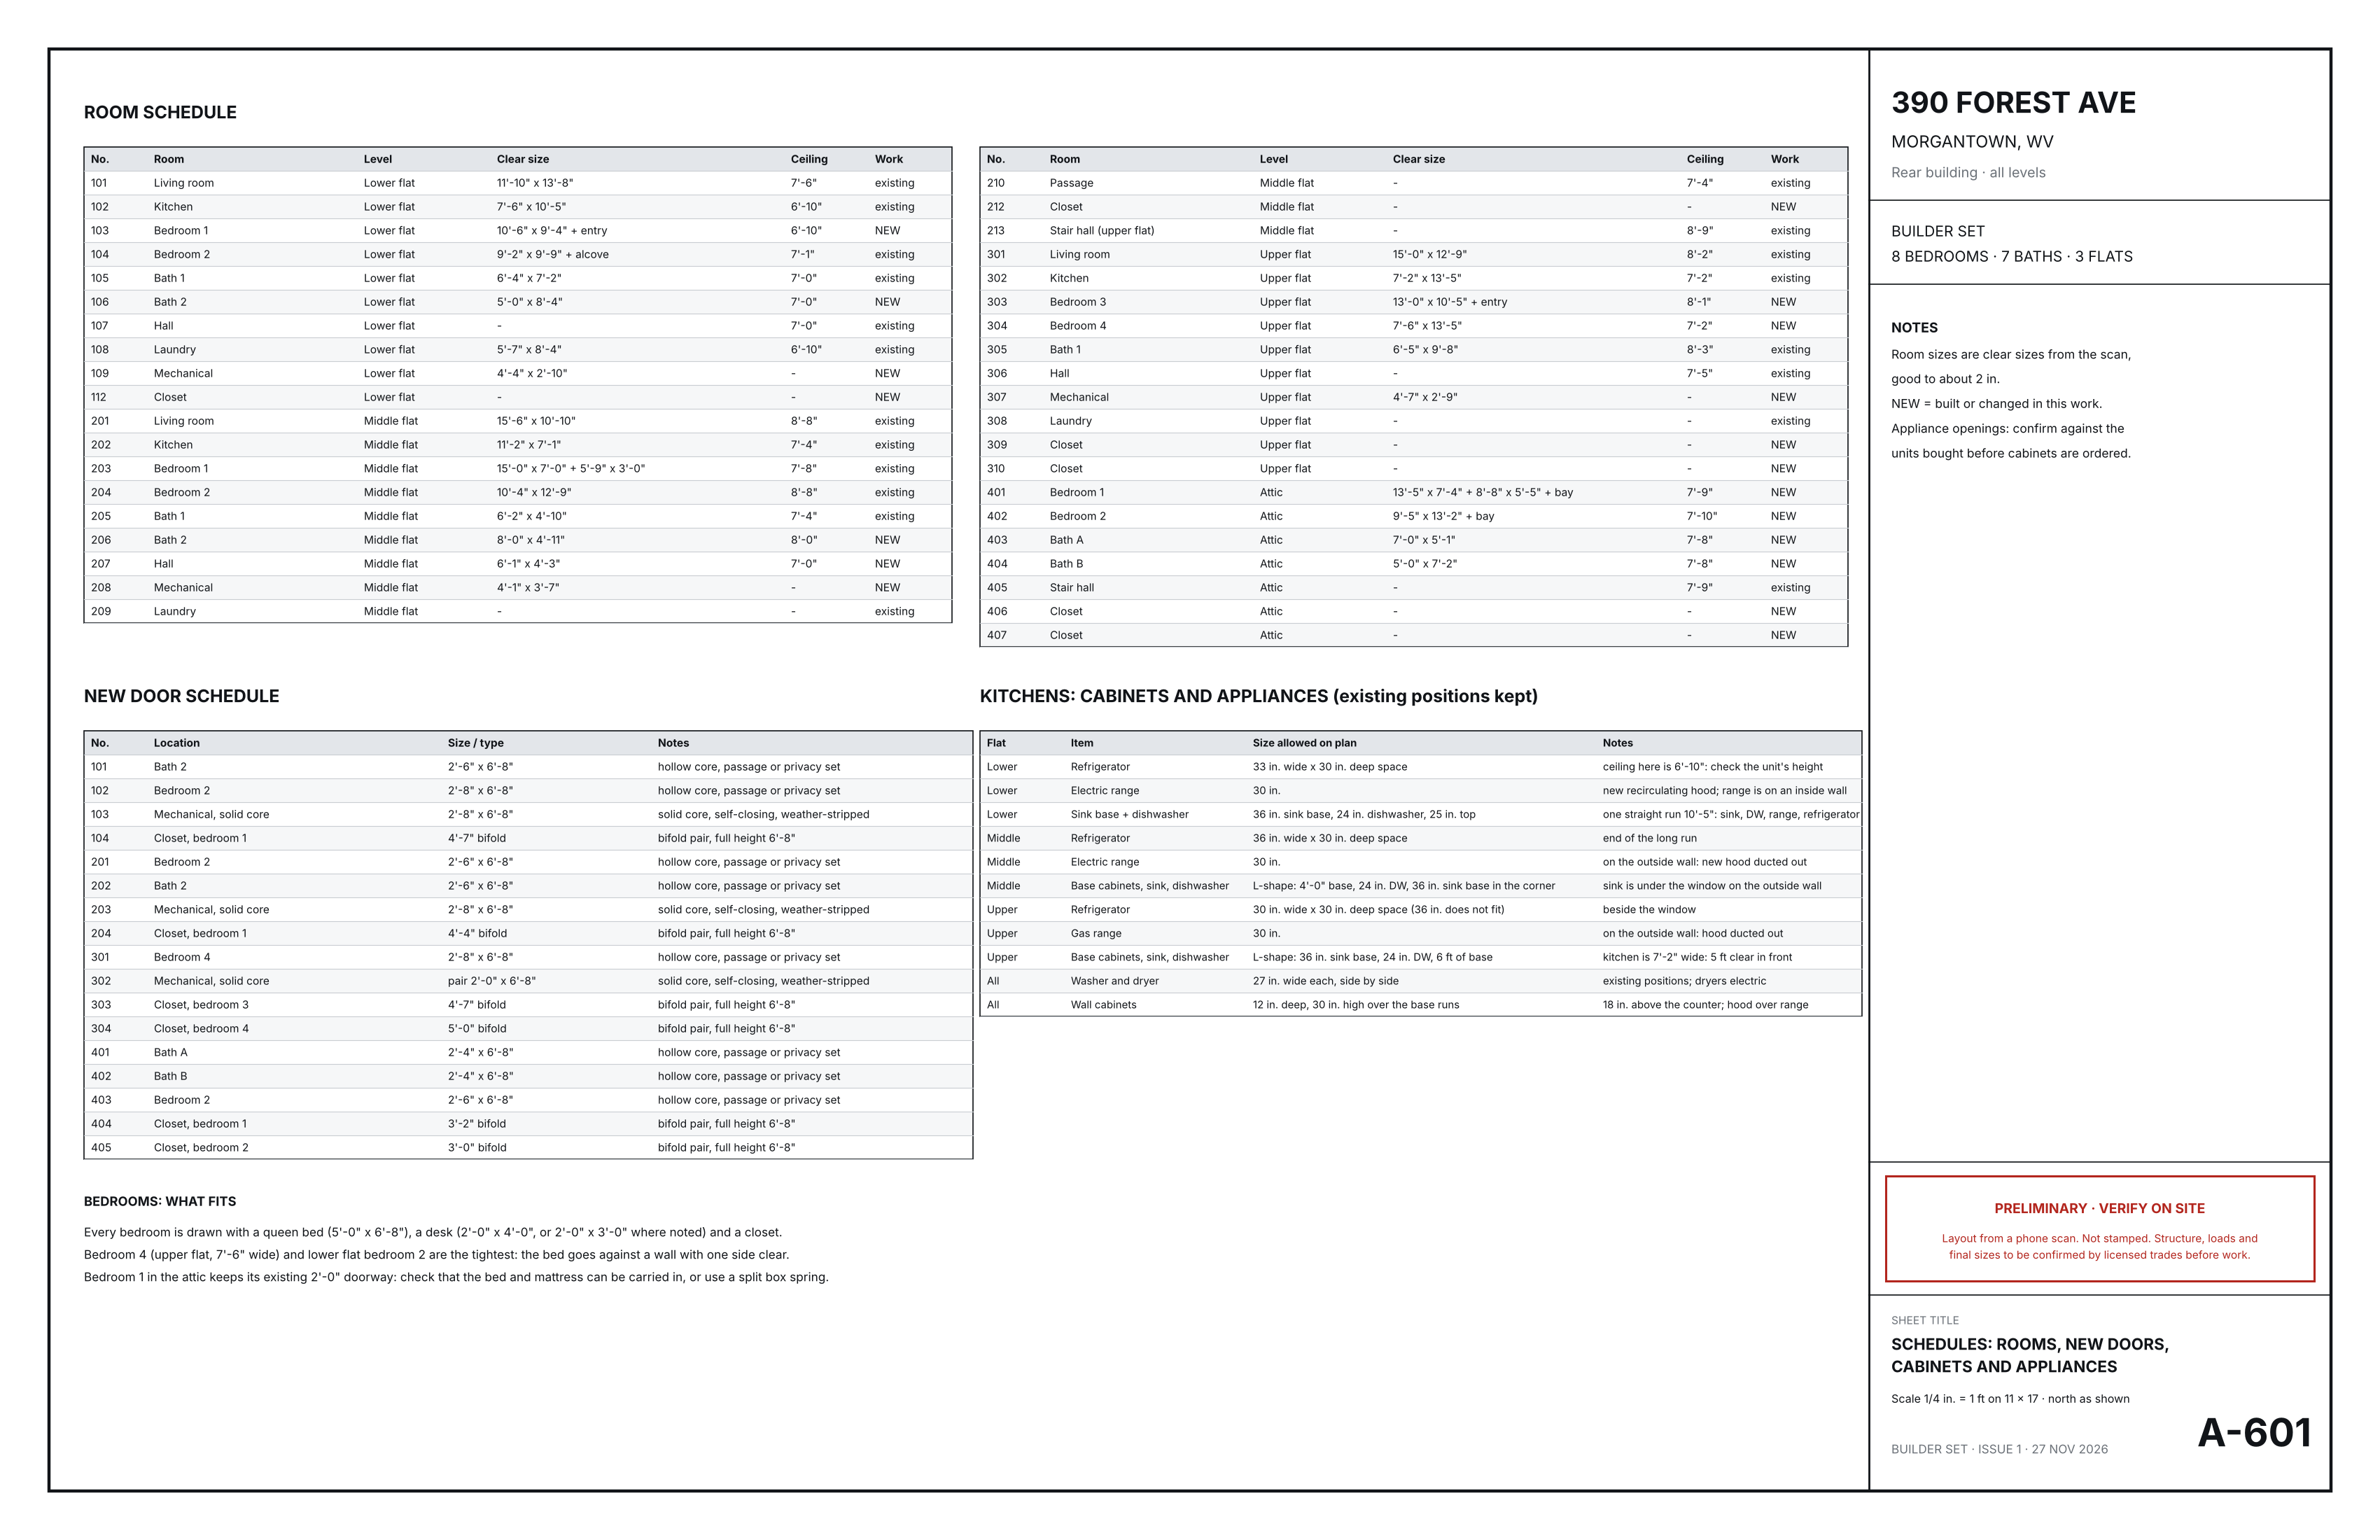 ROOM SCHEDULE
No. Room Level Clear size Ceiling Work
101 Living room Lower flat 11'-10" x 13'-8" 7'-6" existing
102 Kitchen Lower flat 7'-6" x 10'-5" 6'-10" existing
103 Bedroom 1 Lower flat 10'-6" x 9'-4" + entry 6'-10" NEW
104 Bedroom 2 Lower flat 9'-2" x 9'-9" + alcove 7'-1" existing
105 Bath 1 Lower flat 6'-4" x 7'-2" 7'-0" existing
106 Bath 2 Lower flat 5'-0" x 8'-4" 7'-0" NEW
107 Hall Lower flat - 7'-0" existing
108 Laundry Lower flat 5'-7" x 8'-4" 6'-10" existing
109 Mechanical Lower flat 4'-4" x 2'-10" - NEW
112 Closet Lower flat - - NEW
201 Living room Middle flat 15'-6" x 10'-10" 8'-8" existing
202 Kitchen Middle flat 11'-2" x 7'-1" 7'-4" existing
203 Bedroom 1 Middle flat 15'-0" x 7'-0" + 5'-9" x 3'-0" 7'-8" existing
204 Bedroom 2 Middle flat 10'-4" x 12'-9" 8'-8" existing
205 Bath 1 Middle flat 6'-2" x 4'-10" 7'-4" existing
206 Bath 2 Middle flat 8'-0" x 4'-11" 8'-0" NEW
207 Hall Middle flat 6'-1" x 4'-3" 7'-0" NEW
208 Mechanical Middle flat 4'-1" x 3'-7" - NEW
209 Laundry Middle flat - - existing
No. Room Level Clear size Ceiling Work
210 Passage Middle flat - 7'-4" existing
212 Closet Middle flat - - NEW
213 Stair hall (upper flat) Middle flat - 8'-9" existing
301 Living room Upper flat 15'-0" x 12'-9" 8'-2" existing
302 Kitchen Upper flat 7'-2" x 13'-5" 7'-2" existing
303 Bedroom 3 Upper flat 13'-0" x 10'-5" + entry 8'-1" NEW
304 Bedroom 4 Upper flat 7'-6" x 13'-5" 7'-2" NEW
305 Bath 1 Upper flat 6'-5" x 9'-8" 8'-3" existing
306 Hall Upper flat - 7'-5" existing
307 Mechanical Upper flat 4'-7" x 2'-9" - NEW
308 Laundry Upper flat - - existing
309 Closet Upper flat - - NEW
310 Closet Upper flat - - NEW
401 Bedroom 1 Attic 13'-5" x 7'-4" + 8'-8" x 5'-5" + bay 7'-9" NEW
402 Bedroom 2 Attic 9'-5" x 13'-2" + bay 7'-10" NEW
403 Bath A Attic 7'-0" x 5'-1" 7'-8" NEW
404 Bath B Attic 5'-0" x 7'-2" 7'-8" NEW
405 Stair hall Attic - 7'-9" existing
406 Closet Attic - - NEW
407 Closet Attic - - NEW
NEW DOOR SCHEDULE
No. Location Size / type Notes
101 Bath 2 2'-6" x 6'-8" hollow core, passage or privacy set
102 Bedroom 2 2'-8" x 6'-8" hollow core, passage or privacy set
103 Mechanical, solid core 2'-8" x 6'-8" solid core, self-closing, weather-stripped
104 Closet, bedroom 1 4'-7" bifold bifold pair, full height 6'-8"
201 Bedroom 2 2'-6" x 6'-8" hollow core, passage or privacy set
202 Bath 2 2'-6" x 6'-8" hollow core, passage or privacy set
203 Mechanical, solid core 2'-8" x 6'-8" solid core, self-closing, weather-stripped
204 Closet, bedroom 1 4'-4" bifold bifold pair, full height 6'-8"
301 Bedroom 4 2'-8" x 6'-8" hollow core, passage or privacy set
302 Mechanical, solid core pair 2'-0" x 6'-8" solid core, self-closing, weather-stripped
303 Closet, bedroom 3 4'-7" bifold bifold pair, full height 6'-8"
304 Closet, bedroom 4 5'-0" bifold bifold pair, full height 6'-8"
401 Bath A 2'-4" x 6'-8" hollow core, passage or privacy set
402 Bath B 2'-4" x 6'-8" hollow core, passage or privacy set
403 Bedroom 2 2'-6" x 6'-8" hollow core, passage or privacy set
404 Closet, bedroom 1 3'-2" bifold bifold pair, full height 6'-8"
405 Closet, bedroom 2 3'-0" bifold bifold pair, full height 6'-8"
KITCHENS: CABINETS AND APPLIANCES (existing positions kept)
Flat Item Size allowed on plan Notes
Lower Refrigerator 33 in. wide x 30 in. deep space ceiling here is 6'-10": check the unit's height
Lower Electric range 30 in. new recirculating hood; range is on an inside wall
Lower Sink base + dishwasher 36 in. sink base, 24 in. dishwasher, 25 in. top one straight run 10'-5": sink, DW, range, refrigerator
Middle Refrigerator 36 in. wide x 30 in. deep space end of the long run
Middle Electric range 30 in. on the outside wall: new hood ducted out
Middle Base cabinets, sink, dishwasher L-shape: 4'-0" base, 24 in. DW, 36 in. sink base in the corner sink is under the window on the outside wall
Upper Refrigerator 30 in. wide x 30 in. deep space (36 in. does not fit) beside the window
Upper Gas range 30 in. on the outside wall: hood ducted out
Upper Base cabinets, sink, dishwasher L-shape: 36 in. sink base, 24 in. DW, 6 ft of base kitchen is 7'-2" wide: 5 ft clear in front
All Washer and dryer 27 in. wide each, side by side existing positions; dryers electric
All Wall cabinets 12 in. deep, 30 in. high over the base runs 18 in. above the counter; hood over range
BEDROOMS: WHAT FITS
Every bedroom is drawn with a queen bed (5'-0" x 6'-8"), a desk (2'-0" x 4'-0", or 2'-0" x 3'-0" where noted) and a closet.
Bedroom 4 (upper flat, 7'-6" wide) and lower flat bedroom 2 are the tightest: the bed goes against a wall with one side clear.
Bedroom 1 in the attic keeps its existing 2'-0" doorway: check that the bed and mattress can be carried in, or use a split box spring.
390 FOREST AVE
MORGANTOWN, WV
Rear building · all levels
BUILDER SET
8 BEDROOMS · 7 BATHS · 3 FLATS
NOTES
Room sizes are clear sizes from the scan,
good to about 2 in.
NEW = built or changed in this work.
Appliance openings: confirm against the
units bought before cabinets are ordered.
PRELIMINARY · VERIFY ON SITE
Layout from a phone scan. Not stamped. Structure, loads and
final sizes to be confirmed by licensed trades before work.
SHEET TITLE
SCHEDULES: ROOMS, NEW DOORS,
CABINETS AND APPLIANCES
Scale 1/4 in. = 1 ft on 11 × 17 · north as shown
A-601
BUILDER SET · ISSUE 1 · 27 NOV 2026